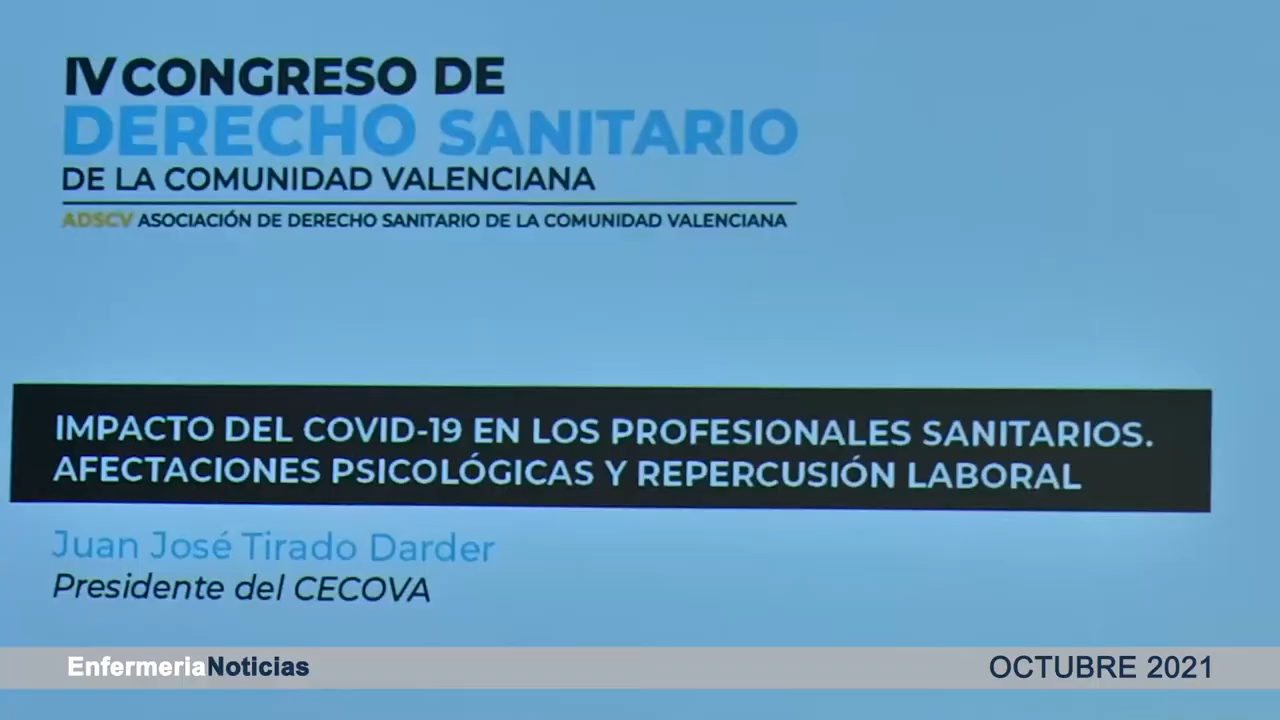 IV CONGRESO DE
DERECHO SANITARIO
DE LA COMUNIDAD VALENCIANA
ADSCV ASOCIACIÓN DE DERECHO SANITARIO DE LA COMUNIDAD VALENCIANA
IMPACTO DEL COVID-19 EN LOS PROFESIONALES SANITARIOS.
AFECTACIONES PSICOLÓGICAS Y REPERCUSIÓN LABORAL
Juan José Tirado Darder
Presidente del CECOVA
EnfermeriaNoticias
OCTUBRE 2021